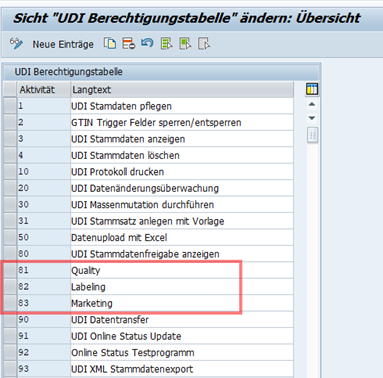 Sicht "UDI Berechtigungstabelle" ändern: Übersicht
Neue Einträge
UDI Berechtigungstabelle
Aktivität Langtext
1 UDI Stamdaten pflegen
2 GTIN Trigger Felder sperren/entsperren
3 UDI Stammdaten anzeigen
4 UDI Stammdaten löschen
10 UDI Protokoll drucken
20 UDI Datenänderungsüberwachung
30 UDI Massenmutation durchführen
31 UDI Stammsatz anlegen mit Vorlage
50 Datenupload mit Excel
80 UDI Stammdatenfreigabe anzeigen
81 Quality
82 Labeling
83 Marketing
90 UDI Datentransfer
91 UDI Online Status Update
92 Online Status Testprogramm
93 UDI XML Stammdatenexport